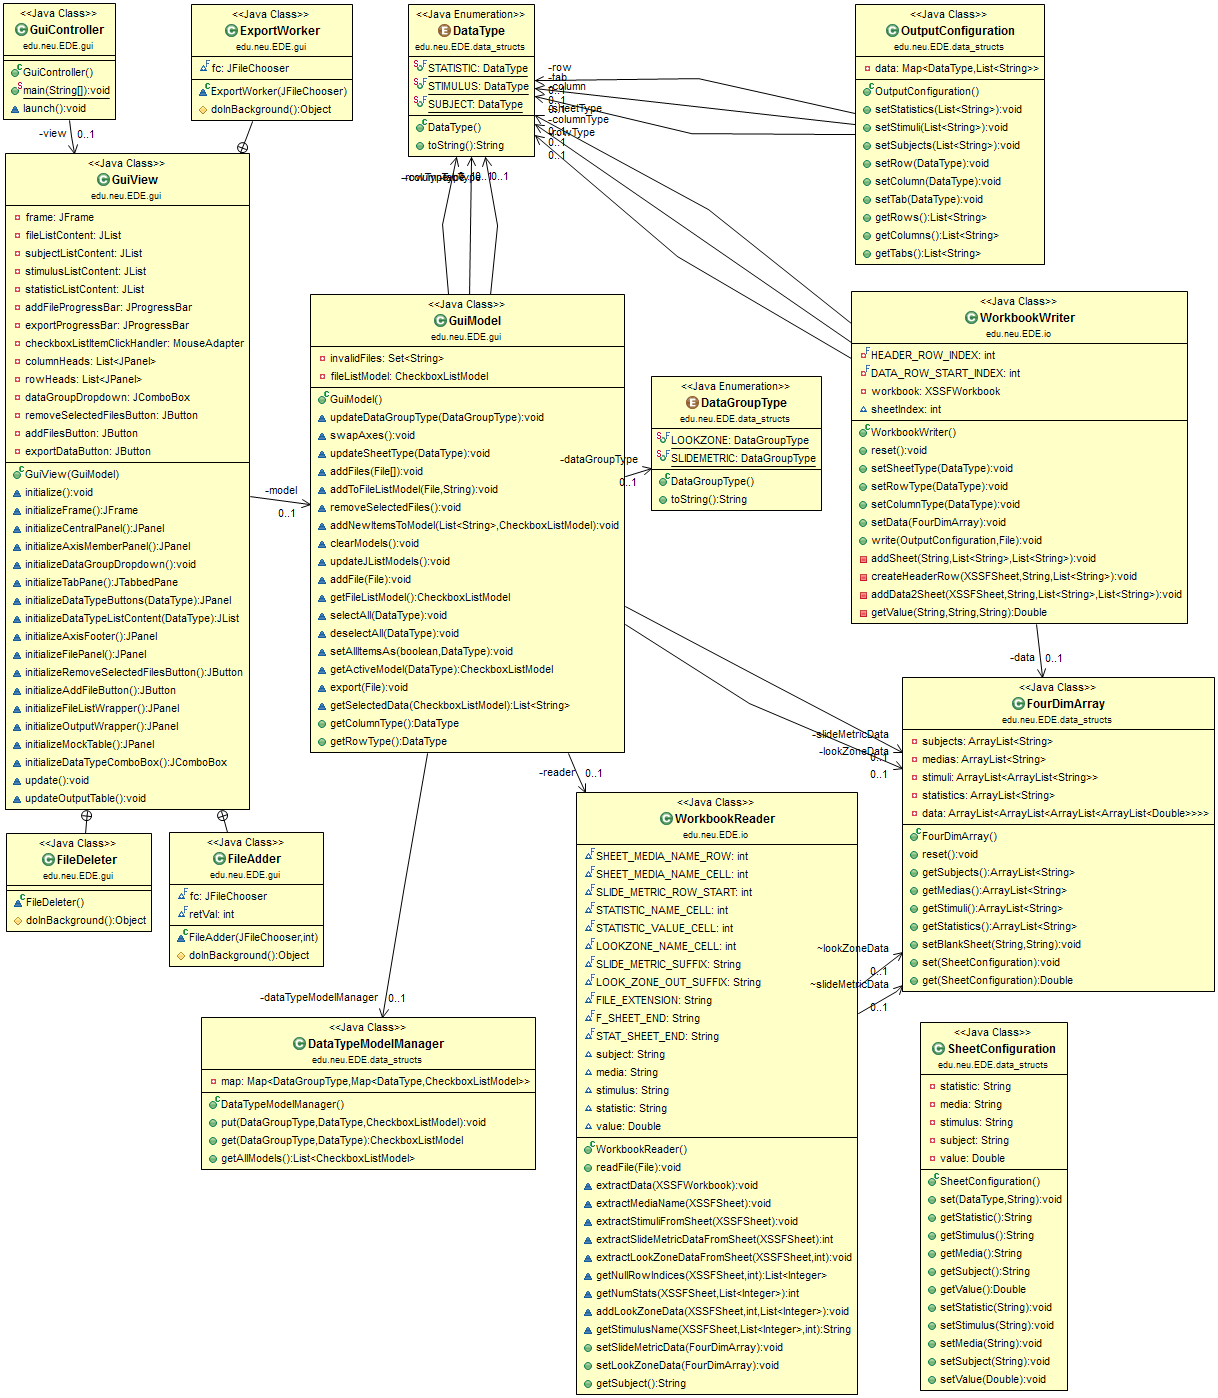 <<Java Class>>
GuiController
edu.neu.EDE.gui
GuiController()
main(String[]):void
launch():void
-view
0..1
<<Java Class>>
ExportWorker
edu.neu.EDE.gui
fc: JFileChooser
ExportWorker(JFileChooser)
doInBackground():Object
<<Java Enumeration>>
DataType
edu.neu.EDE.data_structs
STATISTIC: DataType
STIMULUS: DataType
SUBJECT: DataType
DataType()
toString():String
-row
-tab
-column
0..1
0..1
-sheetType
-columnType
-rowType
0..1
0..1
0..1
0..1
<<Java Class>>
OutputConfiguration
edu.neu.EDE.data_structs
data: Map<DataType,List<String>>
OutputConfiguration()
setStatistics(List<String>):void
setStimuli(List<String>):void
setSubjects(List<String>):void
setRow(DataType):void
setColumn(DataType):void
setTab(DataType):void
getRows():List<String>
getColumns():List<String>
getTabs():List<String>
<<Java Class>>
GuiView
edu.neu.EDE.gui
frame: JFrame
fileListContent: JList
subjectListContent: JList
stimulusListContent: JList
statisticListContent: JList
addFileProgressBar: JProgressBar
exportProgressBar: JProgressBar
checkboxListItemClickHandler: MouseAdapter
columnHeads: List<JPanel>
rowHeads: List<JPanel>
dataGroupDropdown: JComboBox
removeSelectedFilesButton: JButton
addFilesButton: JButton
exportDataButton: JButton
GuiView(GuiModel)
initialize():void
initializeFrame():JFrame
initializeCentralPanel():JPanel
initializeAxisMemberPanel():JPanel
initializeDataGroupDropdown():void
initializeTabPane():JTabbedPane
initializeDataTypeButtons(DataType):JPanel
initializeDataTypeListContent(DataType):JList
initializeAxisFooter():JPanel
initializeFilePanel():JPanel
initializeRemoveSelectedFilesButton():JButton
initializeAddFileButton():JButton
initializeFileListWrapper():JPanel
initializeOutputWrapper():JPanel
initializeMockTable():JPanel
initializeDataTypeComboBox():JComboBox
update():void
updateOutputTable():void
-model
0..1
<<Java Class>>
GuiModel
edu.neu.EDE.gui
invalidFiles: Set<String>
fileListModel: CheckboxListModel
GuiModel()
updateDataGroupType(DataGroupType):void
swapAxes():void
updateSheetType(DataType):void
addFiles(File[]):void
addToFileListModel(File,String):void
removeSelectedFiles():void
addNewItemsToModel(List<String>,CheckboxListModel):void
clearModels():void
updateJListModels():void
addFile(File):void
getFileListModel():CheckboxListModel
selectAll(DataType):void
deselectAll(DataType):void
setAllItemsAs(boolean,DataType):void
getActiveModel(DataType):CheckboxListModel
export(File):void
getSelectedData(CheckboxListModel):List<String>
getColumnType():DataType
getRowType():DataType
-dataGroupType
0..1
<<Java Enumeration>>
DataGroupType
edu.neu.EDE.data_structs
LOOKZONE: DataGroupType
SLIDEMETRIC: DataGroupType
DataGroupType()
toString():String
<<Java Class>>
WorkbookWriter
edu.neu.EDE.io
HEADER_ROW_INDEX: int
DATA_ROW_START_INDEX: int
workbook: XSSFWorkbook
sheetIndex: int
WorkbookWriter()
reset():void
setSheetType(DataType):void
setRowType(DataType):void
setColumnType(DataType):void
setData(FourDimArray):void
write(OutputConfiguration,File):void
addSheet(String,List<String>,List<String>):void
createHeaderRow(XSSFSheet,String,List<String>):void
addData2Sheet(XSSFSheet,String,List<String>,List<String>):void
getValue(String,String,String):Double
-data
0..1
<<Java Class>>
FourDimArray
edu.neu.EDE.data_structs
subjects: ArrayList<String>
medias: ArrayList<String>
stimuli: ArrayList<ArrayList<String>>
statistics: ArrayList<String>
data: ArrayList<ArrayList<ArrayList<ArrayList<Double>>>>
FourDimArray()
reset():void
getSubjects():ArrayList<String>
getMedias():ArrayList<String>
getStimuli():ArrayList<String>
getStatistics():ArrayList<String>
setBlankSheet(String,String):void
set(SheetConfiguration):void
get(SheetConfiguration):Double
-slideMetricData
-lookZoneData
0..1
0..1
-reader
0..1
<<Java Class>>
WorkbookReader
edu.neu.EDE.io
SHEET_MEDIA_NAME_ROW: int
SHEET_MEDIA_NAME_CELL: int
SLIDE_METRIC_ROW_START: int
STATISTIC_NAME_CELL: int
STATISTIC_VALUE_CELL: int
LOOKZONE_NAME_CELL: int
SLIDE_METRIC_SUFFIX: String
LOOK_ZONE_OUT_SUFFIX: String
FILE_EXTENSION: String
F_SHEET_END: String
STAT_SHEET_END: String
subject: String
media: String
stimulus: String
statistic: String
value: Double
WorkbookReader()
readFile(File):void
extractData(XSSFWorkbook):void
extractMediaName(XSSFSheet):void
extractStimuliFromSheet(XSSFSheet):void
extractSlideMetricDataFromSheet(XSSFSheet):int
extractLookZoneDataFromSheet(XSSFSheet,int):void
getNullRowIndices(XSSFSheet,int):List<Integer>
getNumStats(XSSFSheet,List<Integer>):int
addLookZoneData(XSSFSheet,int,List<Integer>):void
getStimulusName(XSSFSheet,List<Integer>,int):String
setSlideMetricData(FourDimArray):void
setLookZoneData(FourDimArray):void
getSubject():String
~lookZoneData
0..1
~slideMetricData
0..1
<<Java Class>>
FileDeleter
edu.neu.EDE.gui
FileDeleter()
doInBackground():Object
<<Java Class>>
FileAdder
edu.neu.EDE.gui
fc: JFileChooser
retVal: int
FileAdder(JFileChooser,int)
doInBackground():Object
-dataTypeModelManager
0..1
<<Java Class>>
DataTypeModelManager
edu.neu.EDE.data_structs
map: Map<DataGroupType,Map<DataType,CheckboxListModel>>
DataTypeModelManager()
put(DataGroupType,DataType,CheckboxListModel):void
get(DataGroupType,DataType):CheckboxListModel
getAllModels():List<CheckboxListModel>
<<Java Class>>
SheetConfiguration
edu.neu.EDE.data_structs
statistic: String
media: String
stimulus: String
subject: String
value: Double
SheetConfiguration()
set(DataType,String):void
getStatistic():String
getStimulus():String
getMedia():String
getSubject():String
getValue():Double
setStatistic(String):void
setStimulus(String):void
setMedia(String):void
setSubject(String):void
setValue(Double):void